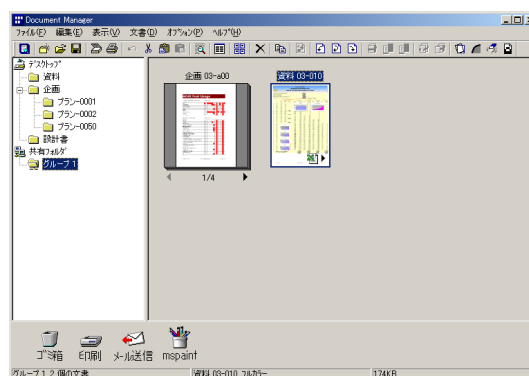 Document Manager
ファイル(F) 編集(E) 表示(V) 文書(D) オプション(P) ヘルプ(H)
デスクトップ
資料
企画
プラン-0001
プラン-0002
プラン-0050
設計書
共有フォルダ
グループ1
企画 03-a00
資料 03-010
1/4
ゴミ箱 印刷 メール送信 mspaint
グループ1 2 個の文書 資料 03-010 フルカラー 174KB